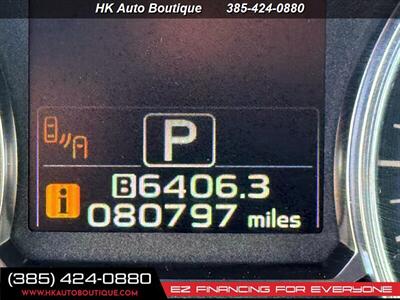 HK Auto Boutique 385-424-0880
P
B6406.3
i 080797 miles
(385) 424-0880 EZ FINANCING FOR EVERYONE
WWW.HKAUTOBOUTIQUE.COM